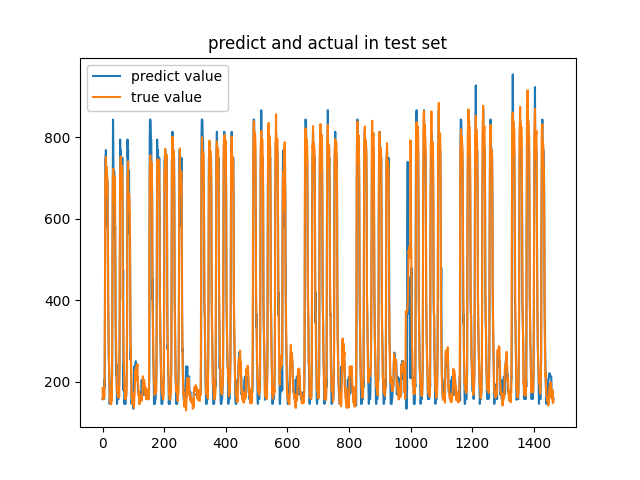 predict and actual in test set
predict value
true value
800
600
400
200
0 200 400 600 800 1000 1200 1400